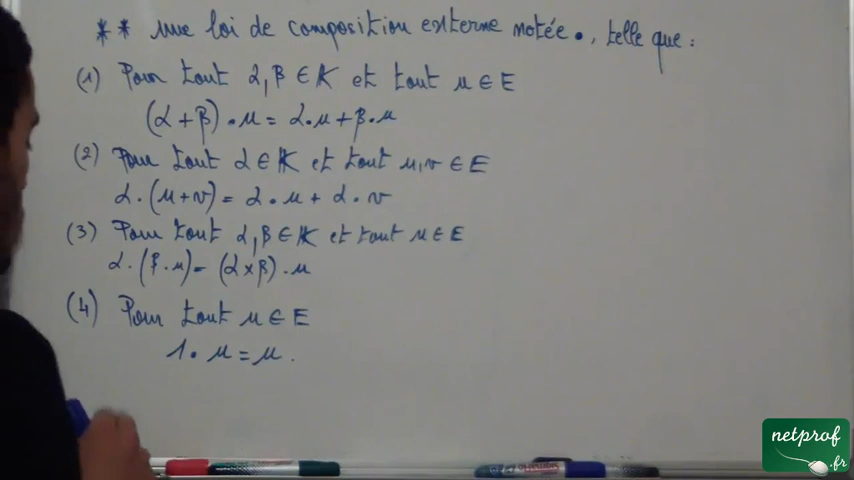 ** une loi de composition externe notée •, telle que :
(1) Pour tout α, β ∈ K et tout u ∈ E
(α + β) • u = α • u + β • u
(2) Pour tout α ∈ K et tout u, v ∈ E
α • (u + v) = α • u + α • v
(3) Pour tout α, β ∈ K et tout u ∈ E
α • (β • u) = (α × β) • u
(4) Pour tout u ∈ E
1 • u = u .
netprof
.fr